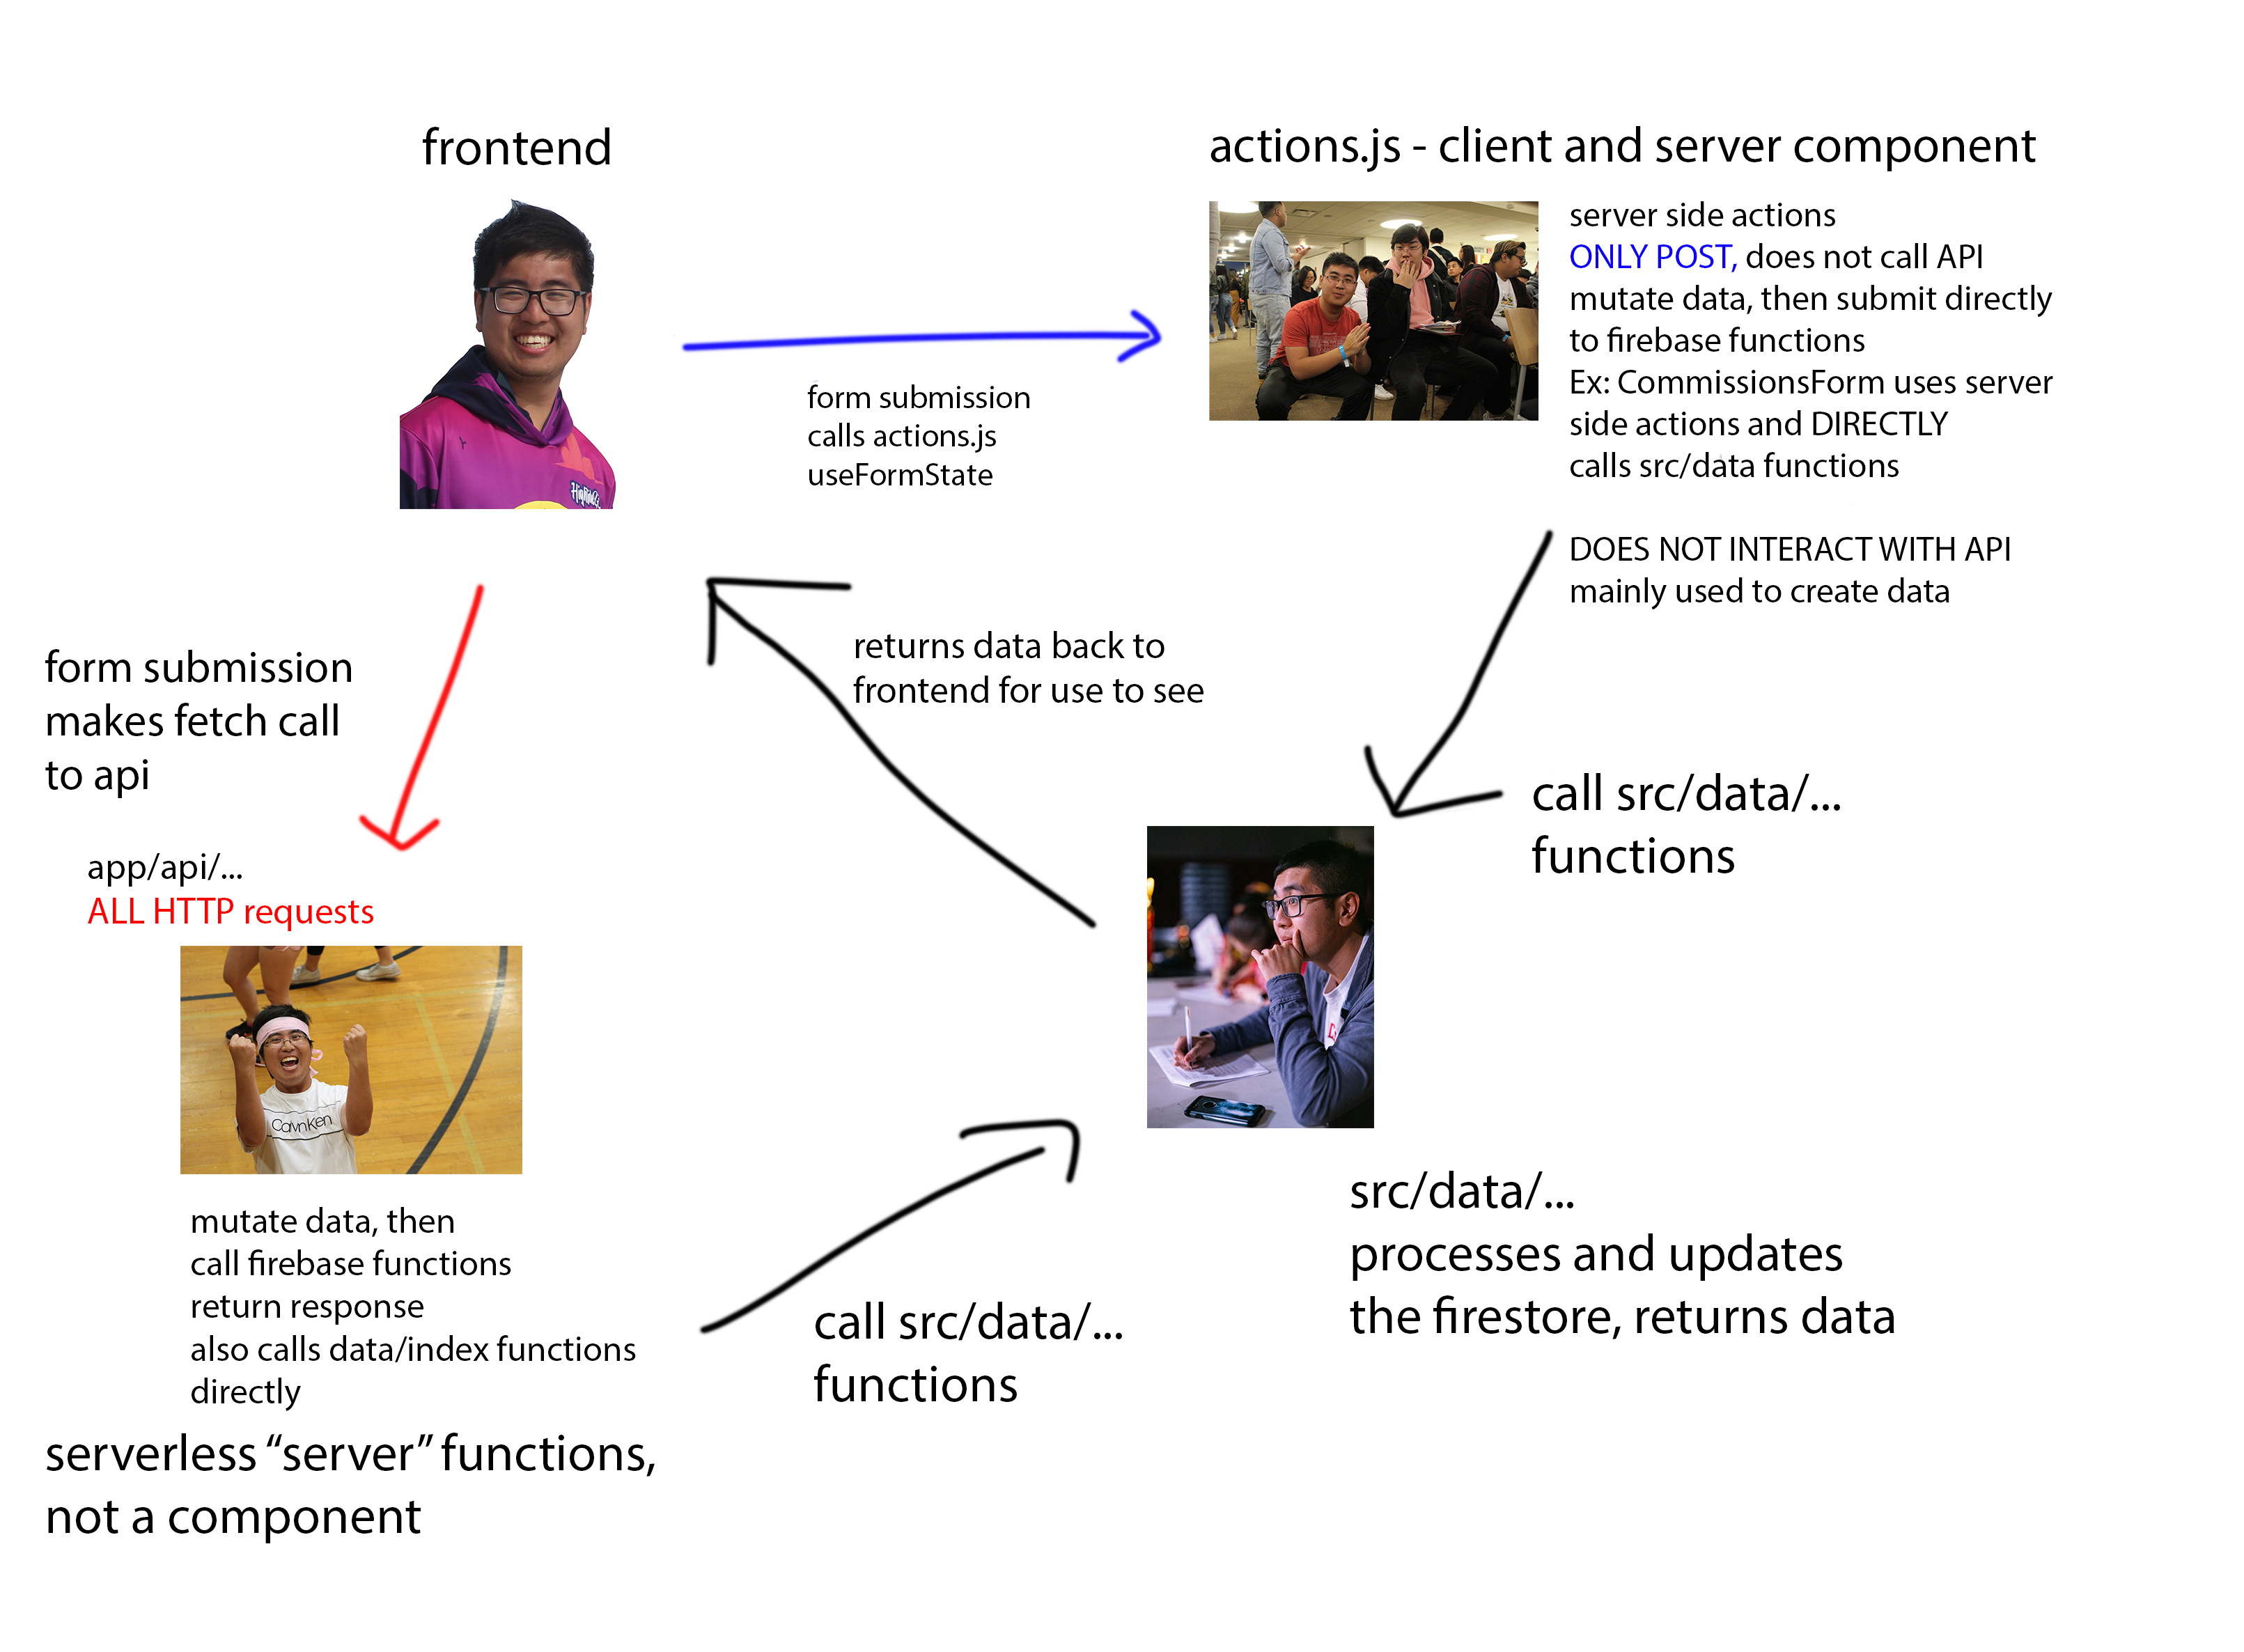 frontend
actions.js - client and server component
server side actions
ONLY POST, does not call API
mutate data, then submit directly
to firebase functions
Ex: CommissionsForm uses server
side actions and DIRECTLY
calls src/data functions
DOES NOT INTERACT WITH API
mainly used to create data
form submission
calls actions.js
useFormState
returns data back to
frontend for use to see
form submission
makes fetch call
to api
app/api/...
ALL HTTP requests
call src/data/...
functions
mutate data, then
call firebase functions
return response
also calls data/index functions
directly
serverless “server” functions,
not a component
call src/data/...
functions
src/data/...
processes and updates
the firestore, returns data